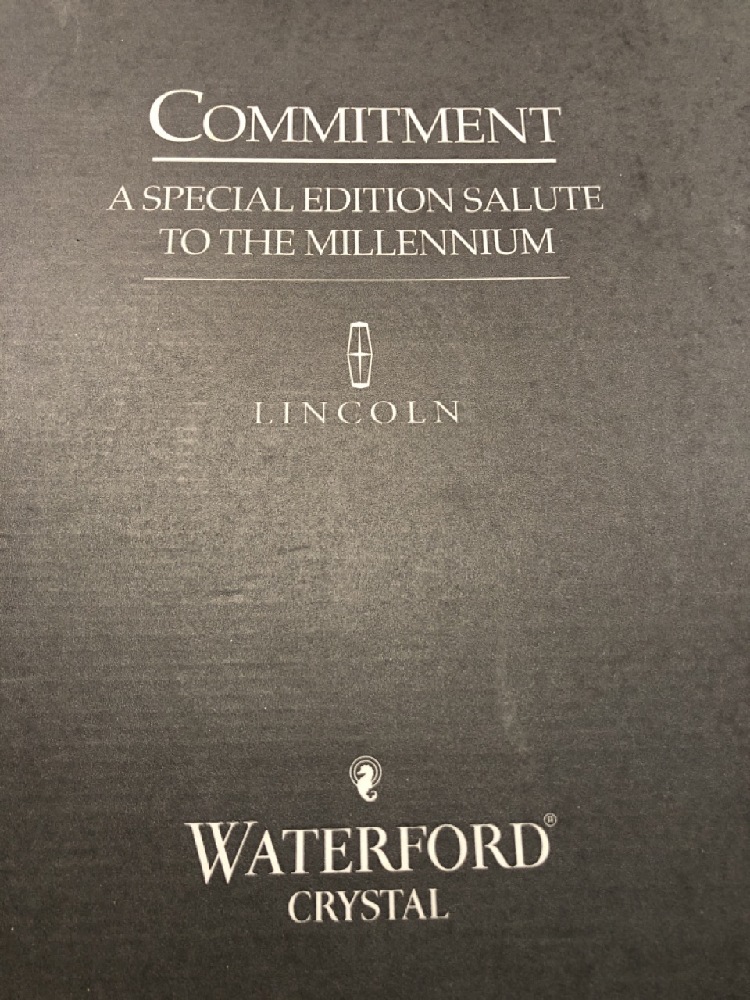 COMMITMENT
A SPECIAL EDITION SALUTE
TO THE MILLENNIUM
LINCOLN
WATERFORD®
CRYSTAL